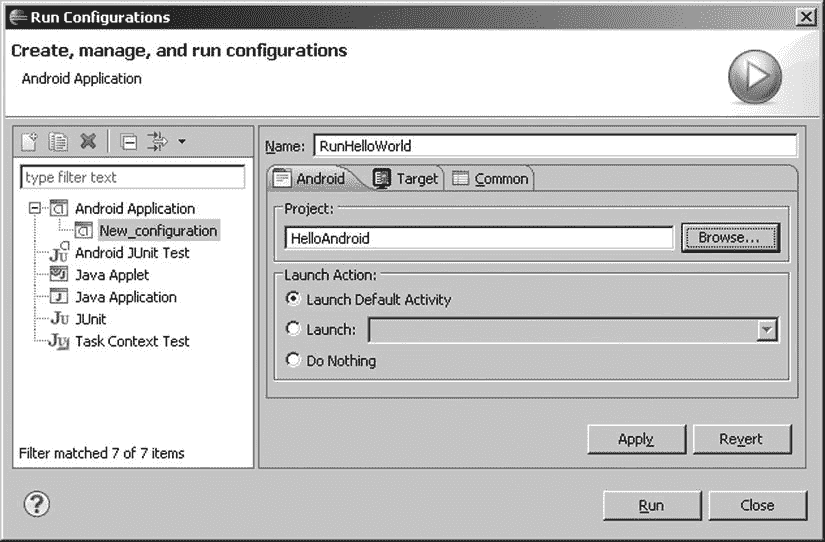 Run Configurations
Create, manage, and run configurations
Android Application
Name: RunHelloWorld
type filter text
Android Application
New_configuration
Android JUnit Test
Java Applet
Java Application
JUnit
Task Context Test
Filter matched 7 of 7 items
Android Target Common
Project:
HelloAndroid Browse...
Launch Action:
Launch Default Activity
Launch:
Do Nothing
Apply Revert
? Run Close